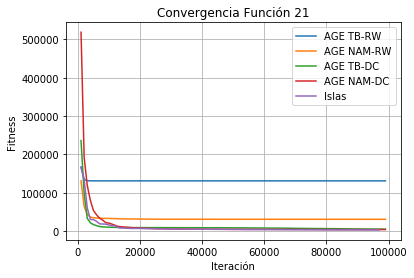 Convergencia Función 21
AGE TB-RW
AGE NAM-RW
AGE TB-DC
AGE NAM-DC
Islas
Fitness
500000
400000
300000
200000
100000
0
0 20000 40000 60000 80000 100000
Iteración